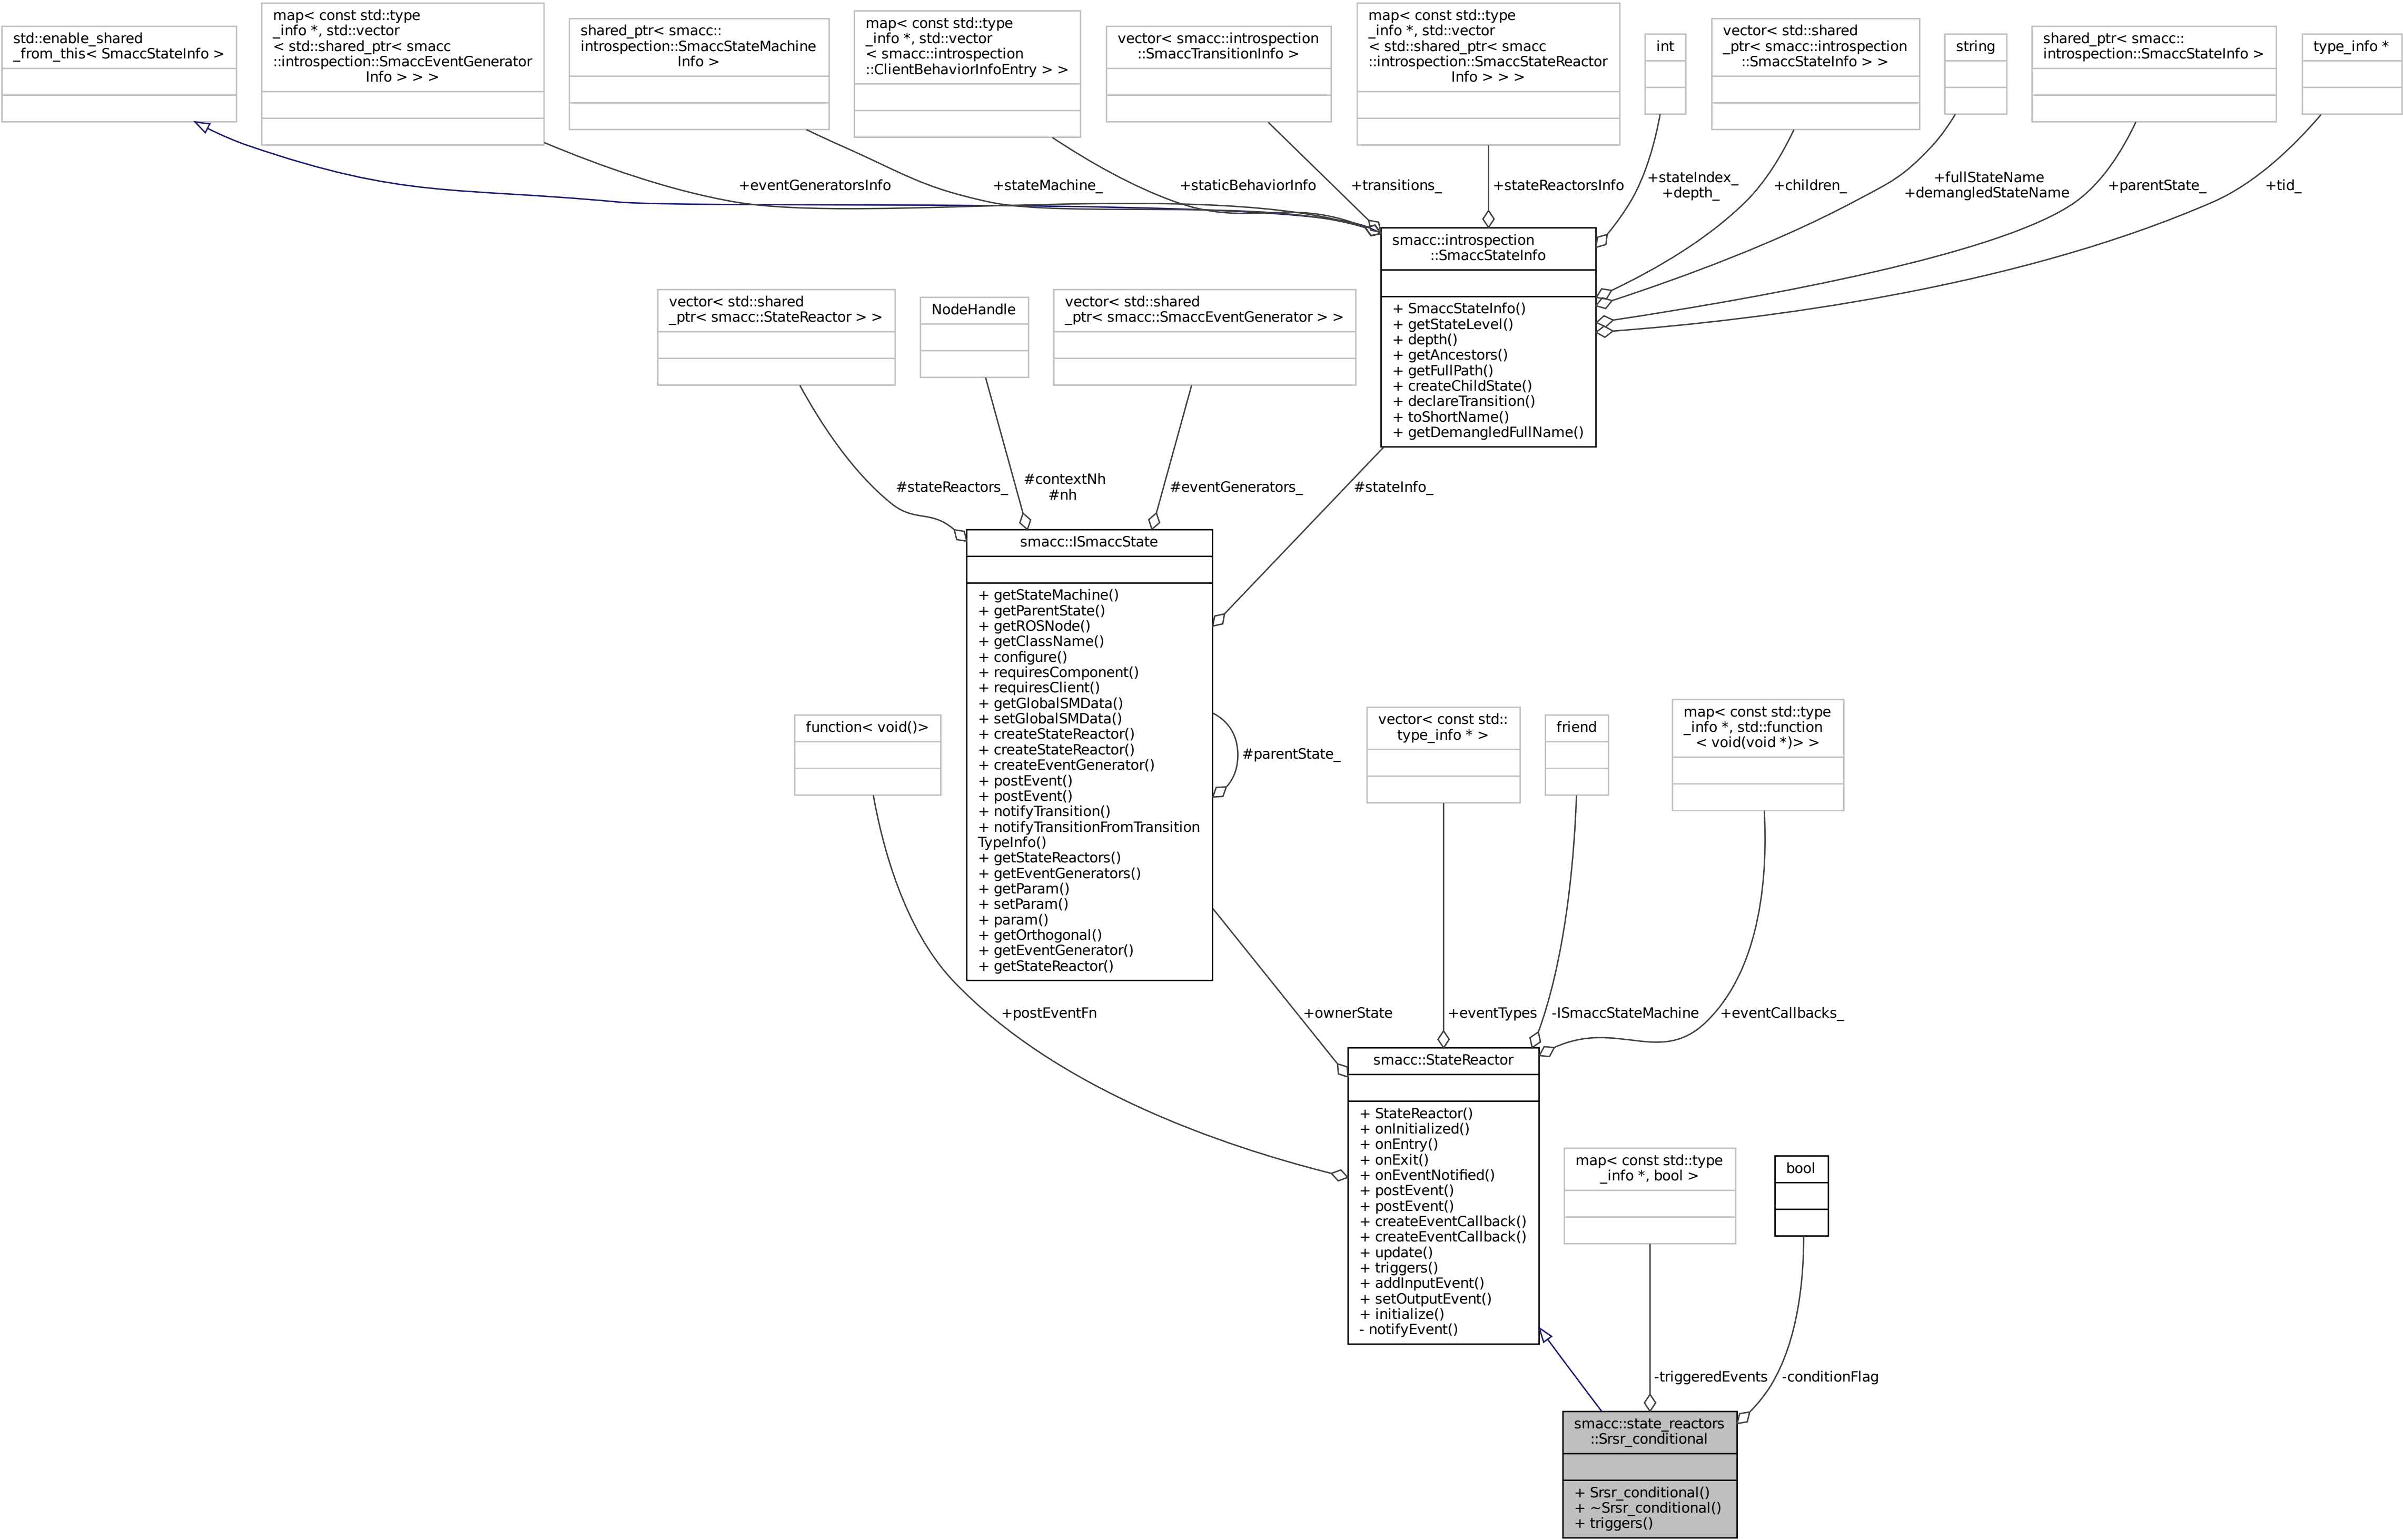 std::enable_shared
_from_this< SmaccStateInfo >
map< const std::type
_info *, std::vector
< std::shared_ptr< smacc
::introspection::SmaccEventGenerator
Info > > >
shared_ptr< smacc::
introspection::SmaccStateMachine
Info >
map< const std::type
_info *, std::vector
< smacc::introspection
::ClientBehaviorInfoEntry > >
vector< smacc::introspection
::SmaccTransitionInfo >
map< const std::type
_info *, std::vector
< std::shared_ptr< smacc
::introspection::SmaccStateReactor
Info > > >
int
vector< std::shared
_ptr< smacc::introspection
::SmaccStateInfo > >
string
shared_ptr< smacc::
introspection::SmaccStateInfo >
type_info *
+eventGeneratorsInfo
+stateMachine_
+staticBehaviorInfo
+transitions_
+stateReactorsInfo
+stateIndex_
+depth_
+children_
+fullStateName
+demangledStateName
+parentState_
+tid_
smacc::introspection
::SmaccStateInfo
+ SmaccStateInfo()
+ getStateLevel()
+ depth()
+ getAncestors()
+ getFullPath()
+ createChildState()
+ declareTransition()
+ toShortName()
+ getDemangledFullName()
vector< std::shared
_ptr< smacc::StateReactor > >
NodeHandle
vector< std::shared
_ptr< smacc::SmaccEventGenerator > >
#stateReactors_
#contextNh
#nh
#eventGenerators_
#stateInfo_
smacc::ISmaccState
+ getStateMachine()
+ getParentState()
+ getROSNode()
+ getClassName()
+ configure()
+ requiresComponent()
+ requiresClient()
+ getGlobalSMData()
+ setGlobalSMData()
+ createStateReactor()
+ createStateReactor()
+ createEventGenerator()
+ postEvent()
+ postEvent()
+ notifyTransition()
+ notifyTransitionFromTransition
TypeInfo()
+ getStateReactors()
+ getEventGenerators()
+ getParam()
+ setParam()
+ param()
+ getOrthogonal()
+ getEventGenerator()
+ getStateReactor()
#parentState_
function< void()>
vector< const std::
type_info * >
friend
map< const std::type
_info *, std::function
< void(void *)> >
+postEventFn
+ownerState
+eventTypes
-ISmaccStateMachine
+eventCallbacks_
smacc::StateReactor
+ StateReactor()
+ onInitialized()
+ onEntry()
+ onExit()
+ onEventNotified()
+ postEvent()
+ postEvent()
+ createEventCallback()
+ createEventCallback()
+ update()
+ triggers()
+ addInputEvent()
+ setOutputEvent()
+ initialize()
- notifyEvent()
map< const std::type
_info *, bool >
bool
-triggeredEvents
-conditionFlag
smacc::state_reactors
::Srsr_conditional
+ Srsr_conditional()
+ ~Srsr_conditional()
+ triggers()